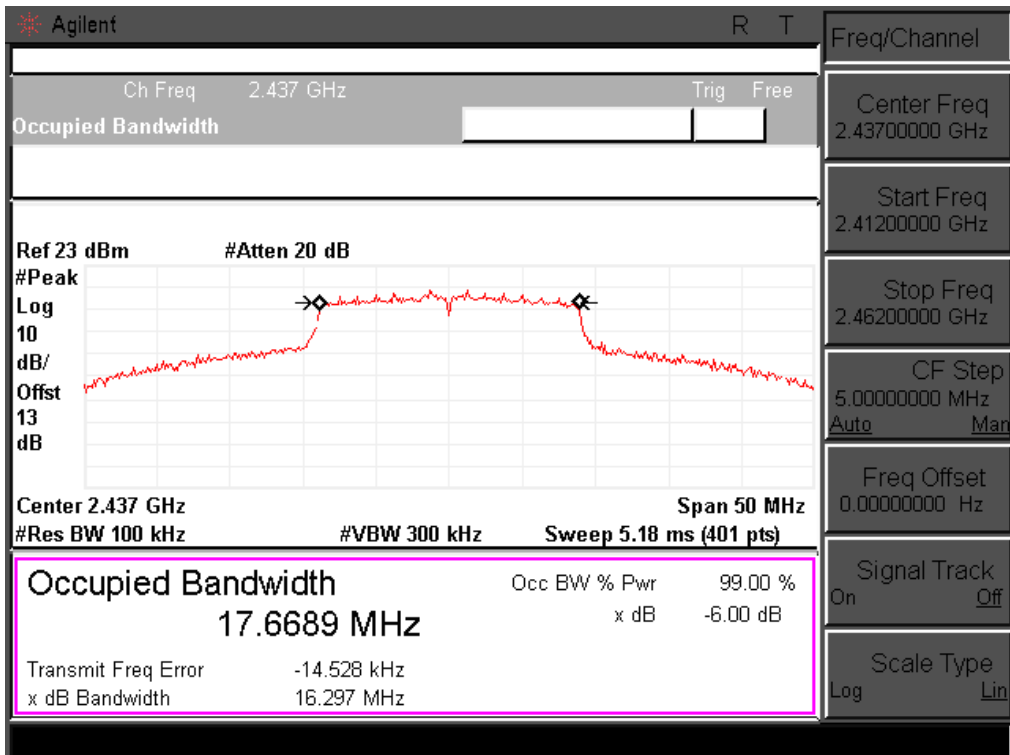 Agilent
R T
Ch Freq 2.437 GHz Trig Free
Occupied Bandwidth
Ref 23 dBm #Atten 20 dB
#Peak
Log
10
dB/
Offst
13
dB
Center 2.437 GHz Span 50 MHz
#Res BW 100 kHz #VBW 300 kHz Sweep 5.18 ms (401 pts)
Occupied Bandwidth
17.6689 MHz
Occ BW % Pwr 99.00 %
x dB -6.00 dB
Transmit Freq Error -14.528 kHz
x dB Bandwidth 16.297 MHz
Freq/Channel
Center Freq
2.43700000 GHz
Start Freq
2.41200000 GHz
Stop Freq
2.46200000 GHz
CF Step
5.00000000 MHz
Auto Man
Freq Offset
0.00000000 Hz
Signal Track
On Off
Scale Type
Log Lin